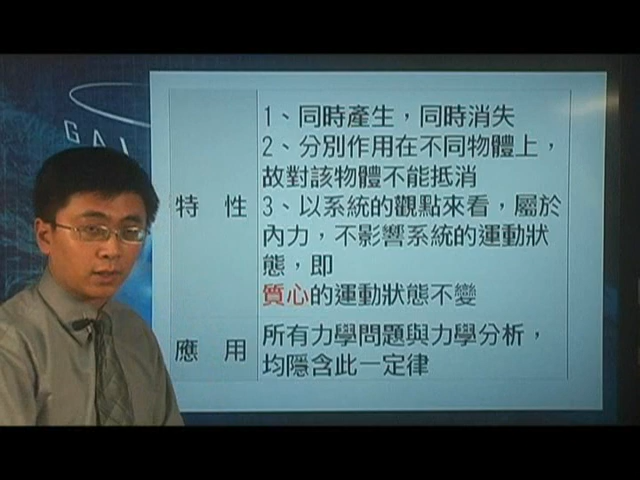 GAL
特 性
1、同時產生，同時消失
2、分別作用在不同物體上，
故對該物體不能抵消
3、以系統的觀點來看，屬於
內力，不影響系統的運動狀
態，即
質心的運動狀態不變
應 用
所有力學問題與力學分析，
均隱含此一定律